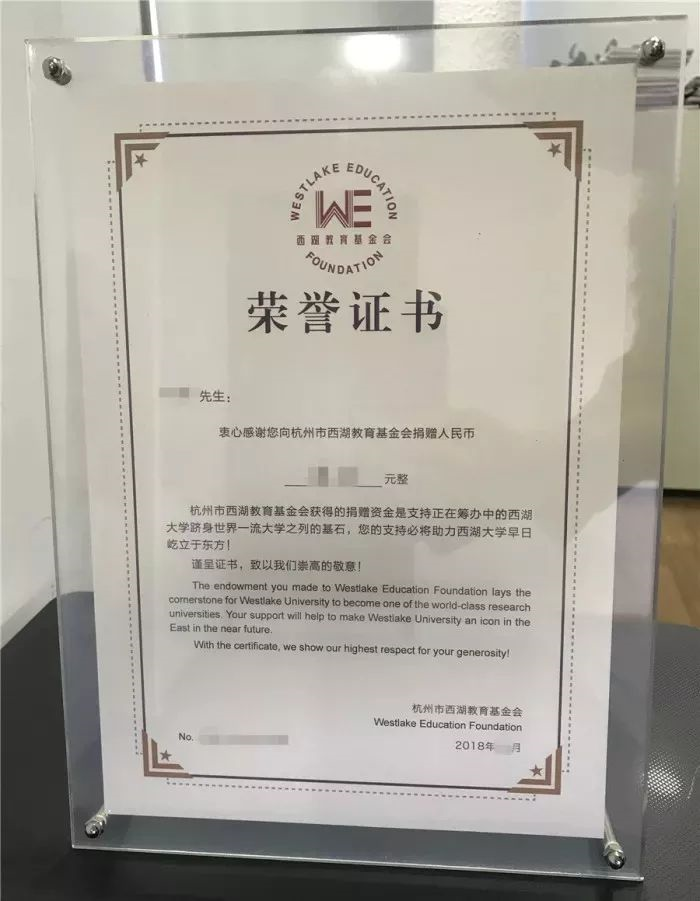 WESTLAKE EDUCATION
WE
西湖教育基金会
FOUNDATION
荣誉证书
先生：
衷心感谢您向杭州市西湖教育基金会捐赠人民币
元整
杭州市西湖教育基金会获得的捐赠资金是支持正在筹办中的西湖
大学跻身世界一流大学之列的基石，您的支持必将助力西湖大学早日
屹立于东方！
谨呈证书，致以我们崇高的敬意！
The endowment you made to Westlake Education Foundation lays the
cornerstone for Westlake University to become one of the world-class research
universities. Your support will help to make Westlake University an icon in the
East in the near future.
With the certificate, we show our highest respect for your generosity!
杭州市西湖教育基金会
Westlake Education Foundation
No.
2018年 月